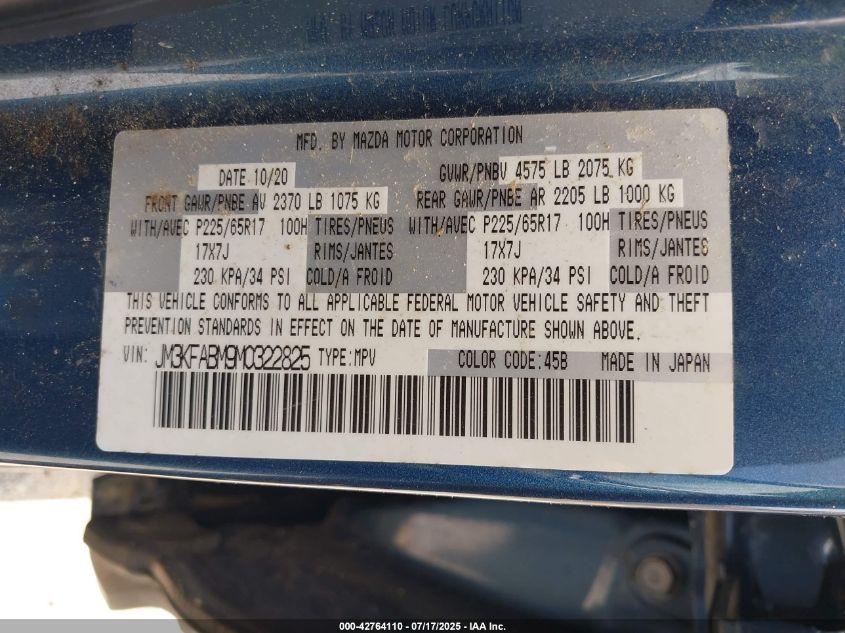 MFD. BY MAZDA MOTOR CORPORATION
DATE 10/20 GVWR/PNBV 4575 LB 2075 KG
FRONT GAWR/PNBE AV 2370 LB 1075 KG REAR GAWR/PNBE AR 2205 LB 1000 KG
WITH/AVEC P225/65R17 100H TIRES/PNEUS WITH/AVEC P225/65R17 100H TIRES/PNEUS
17X7J RIMS/JANTES 17X7J RIMS/JANTES
230 KPA/34 PSI COLD/A FROID 230 KPA/34 PSI COLD/A FROID
THIS VEHICLE CONFORMS TO ALL APPLICABLE FEDERAL MOTOR VEHICLE SAFETY AND THEFT
PREVENTION STANDARDS IN EFFECT ON THE DATE OF MANUFACTURE SHOWN ABOVE.
VIN: JM3KFABM9M0322825 TYPE:MPV COLOR CODE:45B MADE IN JAPAN
000-42764110 - 07/17/2025 - IAA Inc.